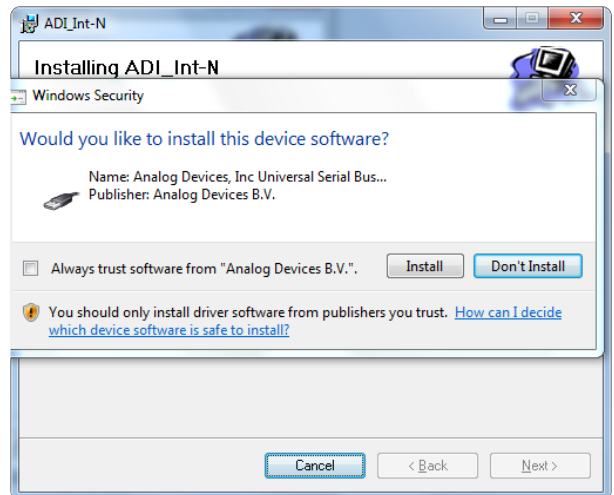 ADI_Int-N
Installing ADI_Int-N
Windows Security
Would you like to install this device software?
Name: Analog Devices, Inc Universal Serial Bus...
Publisher: Analog Devices B.V.
Always trust software from "Analog Devices B.V.".
Install
Don't Install
You should only install driver software from publishers you trust. How can I decide
which device software is safe to install?
Cancel
< Back
Next >